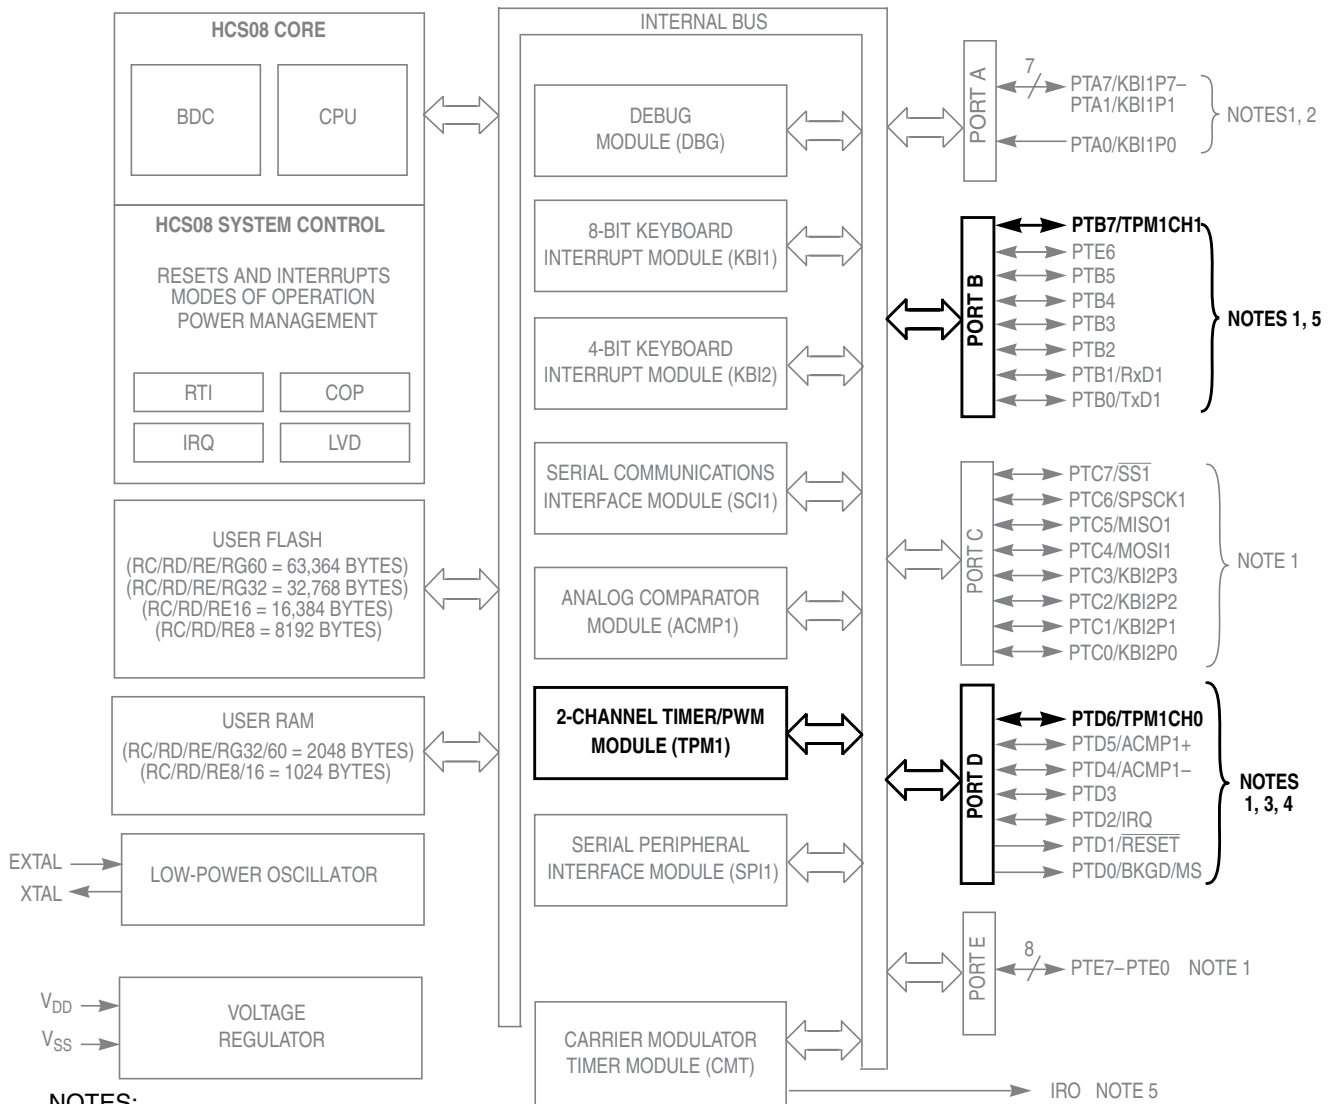 HCS08 CORE
BDC
CPU
HCS08 SYSTEM CONTROL
RESETS AND INTERRUPTS
MODES OF OPERATION
POWER MANAGEMENT
RTI
COP
IRQ
LVD
USER FLASH
(RC/RD/RE/RG60 = 63,364 BYTES)
(RC/RD/RE/RG32 = 32,768 BYTES)
(RC/RD/RE16 = 16,384 BYTES)
(RC/RD/RE8 = 8192 BYTES)
USER RAM
(RC/RD/RE/RG32/60 = 2048 BYTES)
(RC/RD/RE8/16 = 1024 BYTES)
EXTAL
XTAL
LOW-POWER OSCILLATOR
VDD
VSS
VOLTAGE
REGULATOR
INTERNAL BUS
DEBUG
MODULE (DBG)
8-BIT KEYBOARD
INTERRUPT MODULE (KBI1)
4-BIT KEYBOARD
INTERRUPT MODULE (KBI2)
SERIAL COMMUNICATIONS
INTERFACE MODULE (SCI1)
ANALOG COMPARATOR
MODULE (ACMP1)
2-CHANNEL TIMER/PWM
MODULE (TPM1)
SERIAL PERIPHERAL
INTERFACE MODULE (SPI1)
CARRIER MODULATOR
TIMER MODULE (CMT)
PORT A
7
PTA7/KBI1P7–
PTA1/KBI1P1
PTA0/KBI1P0
NOTES1, 2
PORT B
PTB7/TPM1CH1
PTE6
PTB5
PTB4
PTB3
PTB2
PTB1/RxD1
PTB0/TxD1
NOTES 1, 5
PORT C
PTC7/SS1
PTC6/SPSCK1
PTC5/MISO1
PTC4/MOSI1
PTC3/KBI2P3
PTC2/KBI2P2
PTC1/KBI2P1
PTC0/KBI2P0
NOTE 1
PORT D
PTD6/TPM1CH0
PTD5/ACMP1+
PTD4/ACMP1–
PTD3
PTD2/IRQ
PTD1/RESET
PTD0/BKGD/MS
NOTES
1, 3, 4
PORT E
8
PTE7–PTE0 NOTE 1
IRO NOTE 5
NOTES: